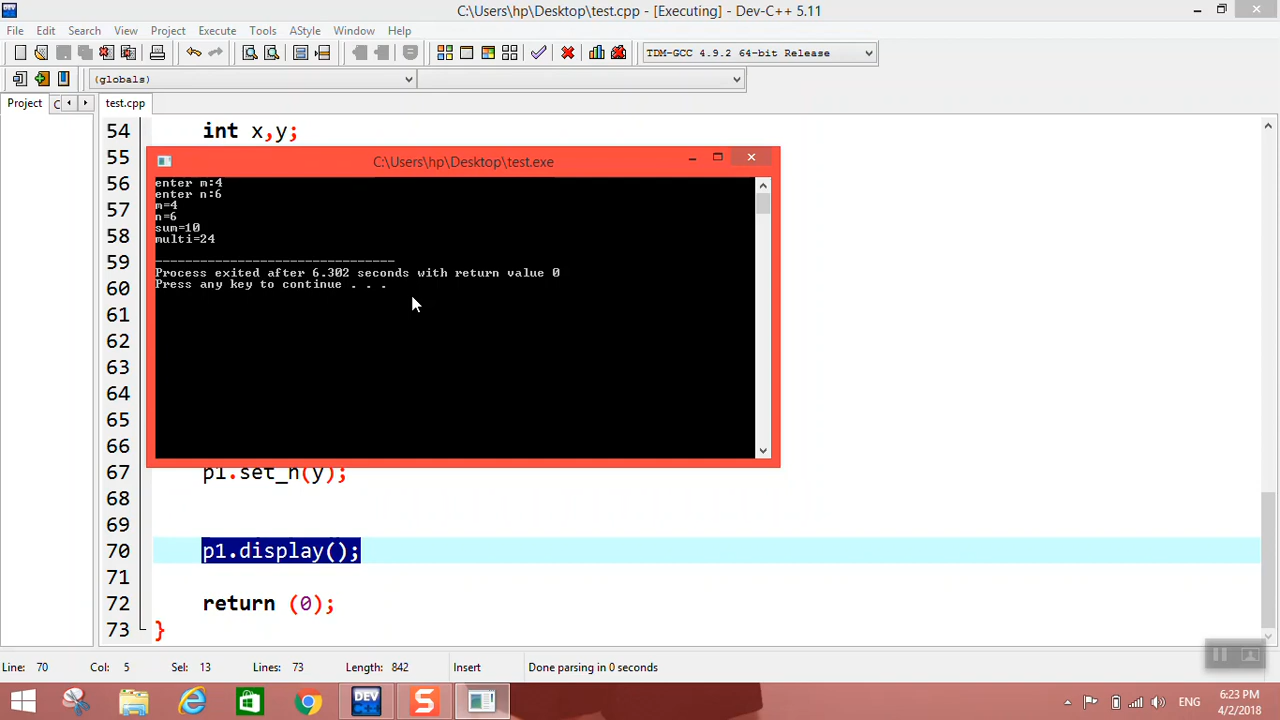 C:\Users\hp\Desktop\test.cpp - [Executing] - Dev-C++ 5.11
File Edit Search View Project Execute Tools AStyle Window Help
TDM-GCC 4.9.2 64-bit Release
(globals)
Project C test.cpp
54 int x,y;
55
C:\Users\hp\Desktop\test.exe
56
57
58
59
60
61
62
63
64
65
66
enter m:4
enter n:6
m=4
n=6
sum=10
multi=24
--------------------------------
Process exited after 6.302 seconds with return value 0
Press any key to continue . . .
67 p1.set_n(y);
68
69
70 p1.display();
71
72 return (0);
73 }
Line: 70 Col: 5 Sel: 13 Lines: 73 Length: 842 Insert Done parsing in 0 seconds
DEV S ENG 6:23 PM
4/2/2018